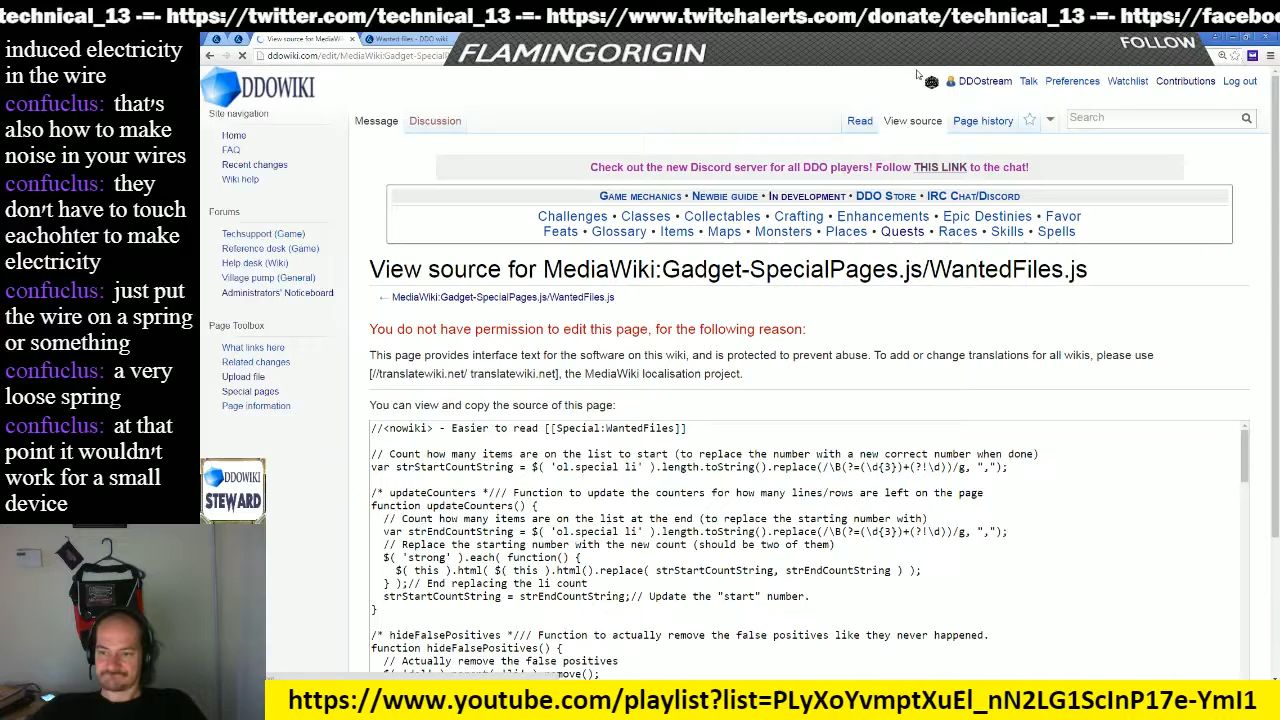 technical_13 -=- https://twitter.com/technical_13 -=- https://www.twitchalerts.com/donate/technical_13 -=- https://facebo
induced electricity
in the wire
confuclus: that's
also how to make
noise in your wires
confuclus: they
don't have to touch
eachohter to make
electricity
confuclus: just put
the wire on a spring
or something
confuclus: a very
loose spring
confuclus: at that
point it wouldn't
work for a small
device
View source for MediaWi
Wanted files - DDO wiki
FLAMINGORIGIN
FOLLOW
ddowiki.com/edit/MediaWiki:Gadget-SpecialP
DDOWIKI
DDOstream Talk Preferences Watchlist Contributions Log out
Site navigation
Home
FAQ
Recent changes
Wiki help
Forums
Techsupport (Game)
Reference desk (Game)
Help desk (Wiki)
Village pump (General)
Administrators' Noticeboard
Page Toolbox
What links here
Related changes
Upload file
Special pages
Page information
DDOWIKI
STEWARD
Message Discussion Read View source Page history Search
Check out the new Discord server for all DDO players! Follow THIS LINK to the chat!
Game mechanics • Newbie guide • In development • DDO Store • IRC Chat/Discord
Challenges • Classes • Collectables • Crafting • Enhancements • Epic Destinies • Favor
Feats • Glossary • Items • Maps • Monsters • Places • Quests • Races • Skills • Spells
View source for MediaWiki:Gadget-SpecialPages.js/WantedFiles.js
← MediaWiki:Gadget-SpecialPages.js/WantedFiles.js
You do not have permission to edit this page, for the following reason:
This page provides interface text for the software on this wiki, and is protected to prevent abuse. To add or change translations for all wikis, please use
[//translatewiki.net/ translatewiki.net], the MediaWiki localisation project.
You can view and copy the source of this page:
//<nowiki> - Easier to read [[Special:WantedFiles]]
// Count how many items are on the list to start (to replace the number with a new correct number when done)
var strStartCountString = $( 'ol.special li' ).length.toString().replace(/\B(?=(\d{3})+(?!\d))/g, ",");
/* updateCounters *//// Function to update the counters for how many lines/rows are left on the page
function updateCounters() {
// Count how many items are on the list at the end (to replace the starting number with)
var strEndCountString = $( 'ol.special li' ).length.toString().replace(/\B(?=(\d{3})+(?!\d))/g, ",");
// Replace the starting number with the new count (should be two of them)
$( 'strong' ).each( function() {
$( this ).html( $( this ).html().replace( strStartCountString, strEndCountString ) );
} );// End replacing the li count
strStartCountString = strEndCountString;// Update the "start" number.
}
/* hideFalsePositives *//// Function to actually remove the false positives like they never happened.
function hideFalsePositives() {
// Actually remove the false positives
https://www.youtube.com/playlist?list=PLyXoYvmptXuEl_nN2LG1ScInP17e-YmI1